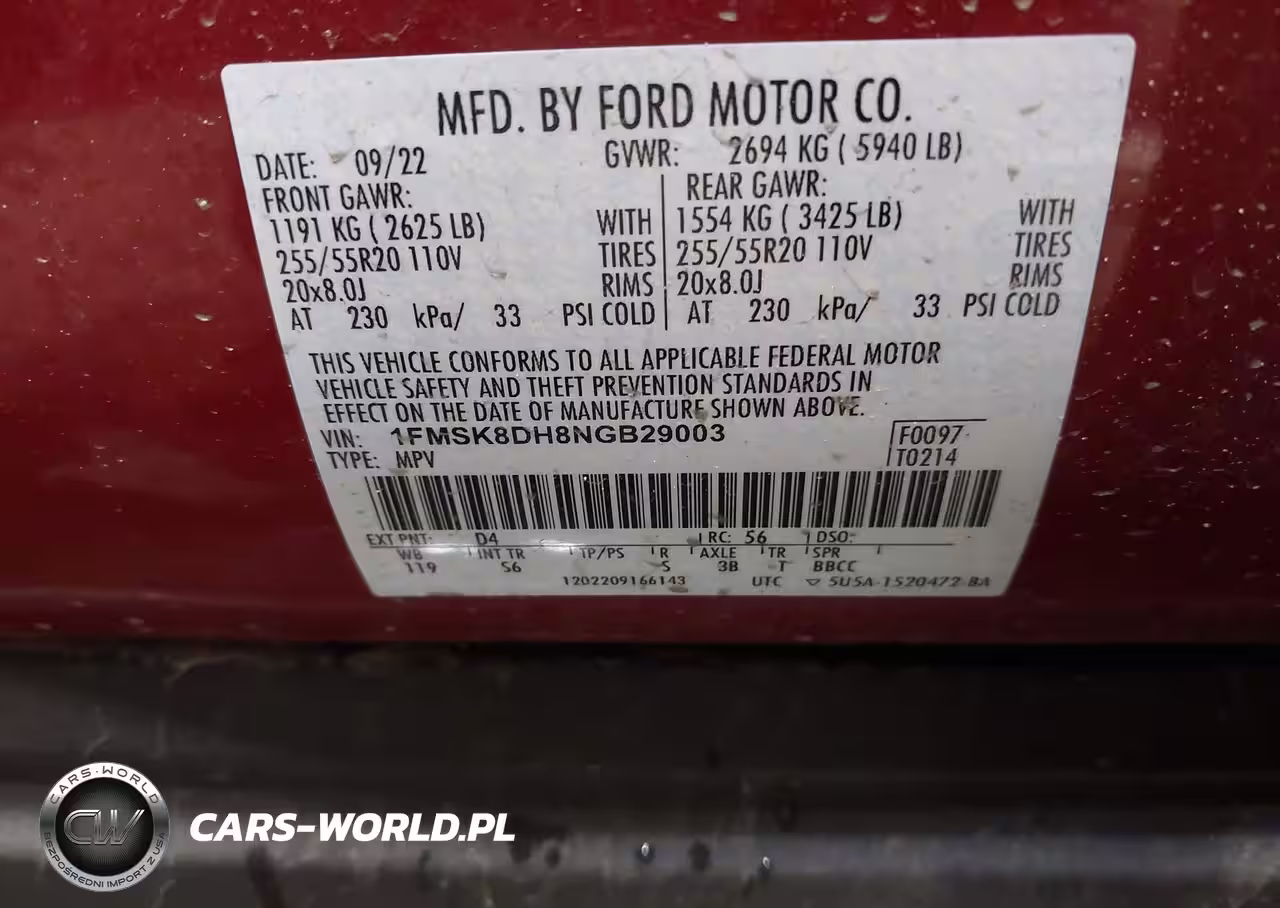 MFD. BY FORD MOTOR CO.
DATE: 09/22 GVWR: 2694 KG ( 5940 LB)
FRONT GAWR: REAR GAWR:
1191 KG ( 2625 LB) WITH 1554 KG ( 3425 LB) WITH
255/55R20 110V TIRES 255/55R20 110V TIRES
20x8.0J RIMS 20x8.0J RIMS
AT 230 kPa/ 33 PSI COLD AT 230 kPa/ 33 PSI COLD
THIS VEHICLE CONFORMS TO ALL APPLICABLE FEDERAL MOTOR
VEHICLE SAFETY AND THEFT PREVENTION STANDARDS IN
EFFECT ON THE DATE OF MANUFACTURE SHOWN ABOVE.
VIN: 1FMSK8DH8NGB29003 F0097
TYPE: MPV T0214
EXT PNT: D4 RC: 56 DSO:
WB INT TR TP/PS R AXLE TR SPR
119 S6 S 3B T BBCC
1202209166143 UTC ▽ 5U5A-1520472-BA
CARS-WORLD
CW
BEZPOŚREDNI IMPORT Z USA
CARS-WORLD.PL